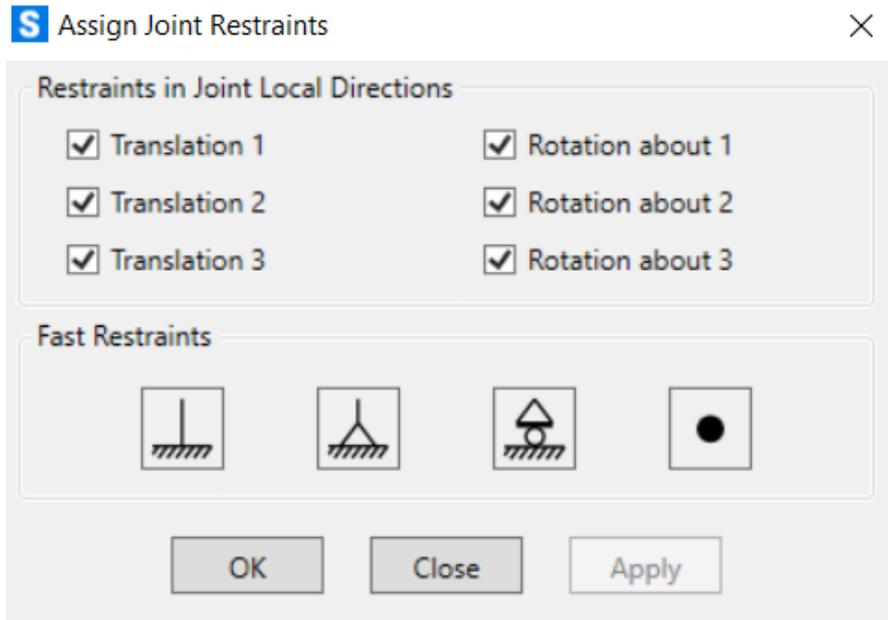 S Assign Joint Restraints
Restraints in Joint Local Directions
Translation 1
Rotation about 1
Translation 2
Rotation about 2
Translation 3
Rotation about 3
Fast Restraints
OK
Close
Apply